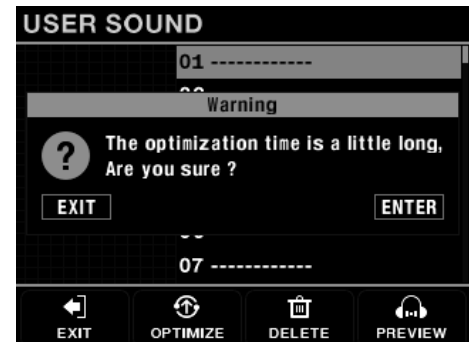 USER SOUND
01 ------------
Warning
?
The optimization time is a little long,
Are you sure ?
EXIT ENTER
07 ------------
EXIT OPTIMIZE DELETE PREVIEW